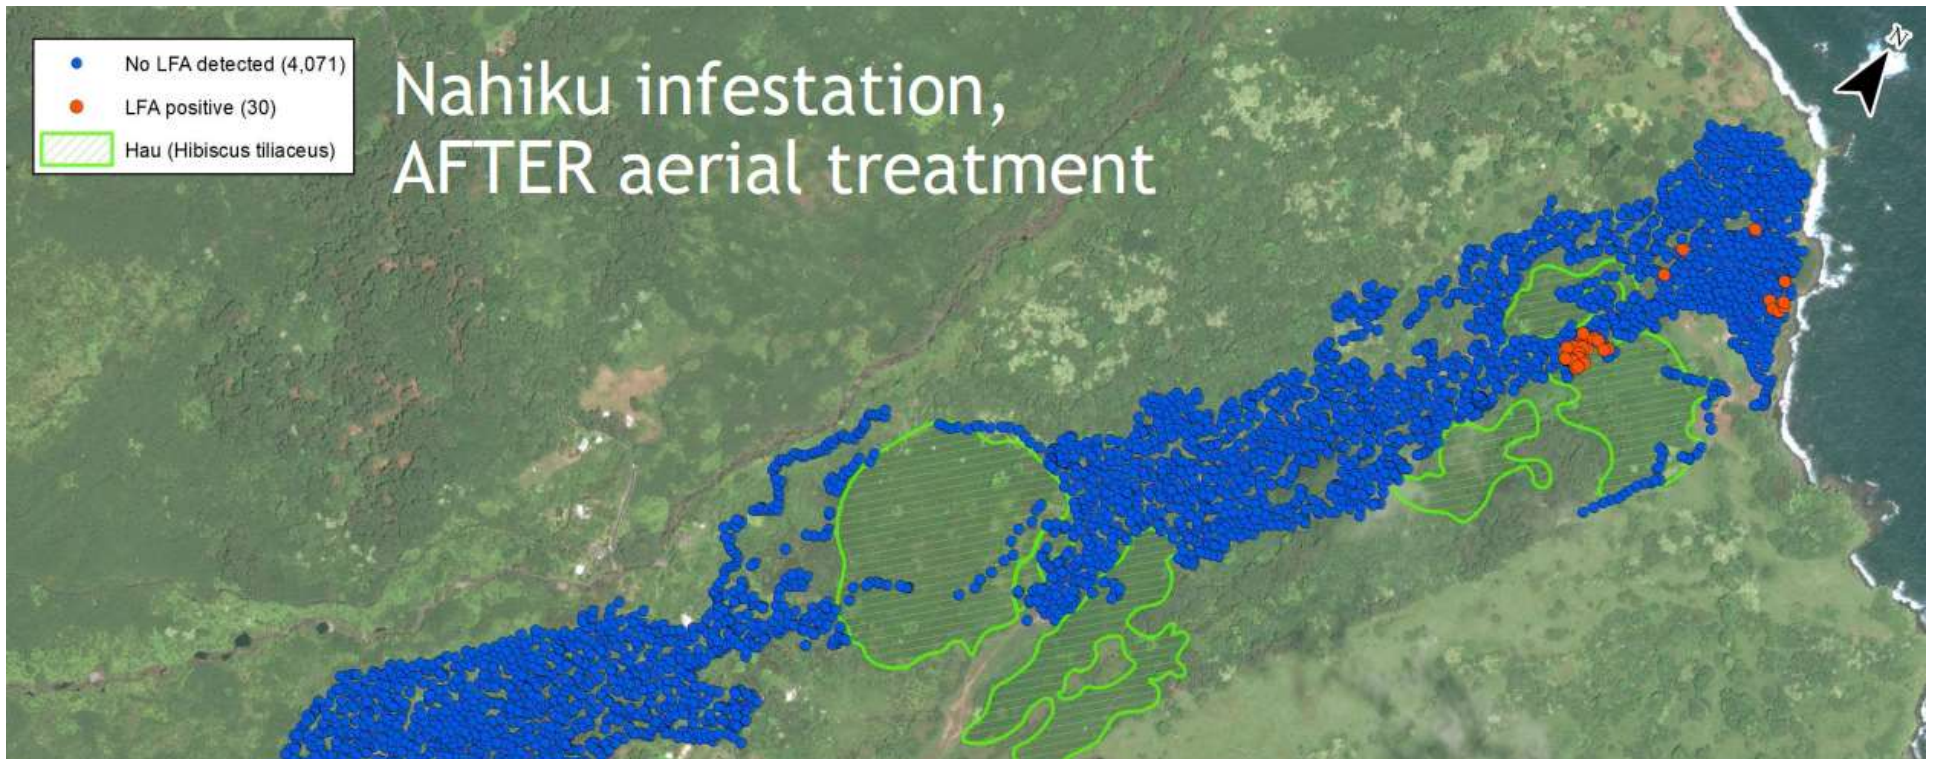 No LFA detected (4,071)
LFA positive (30)
Hau (Hibiscus tiliaceus)
Nahiku infestation,
AFTER aerial treatment
N